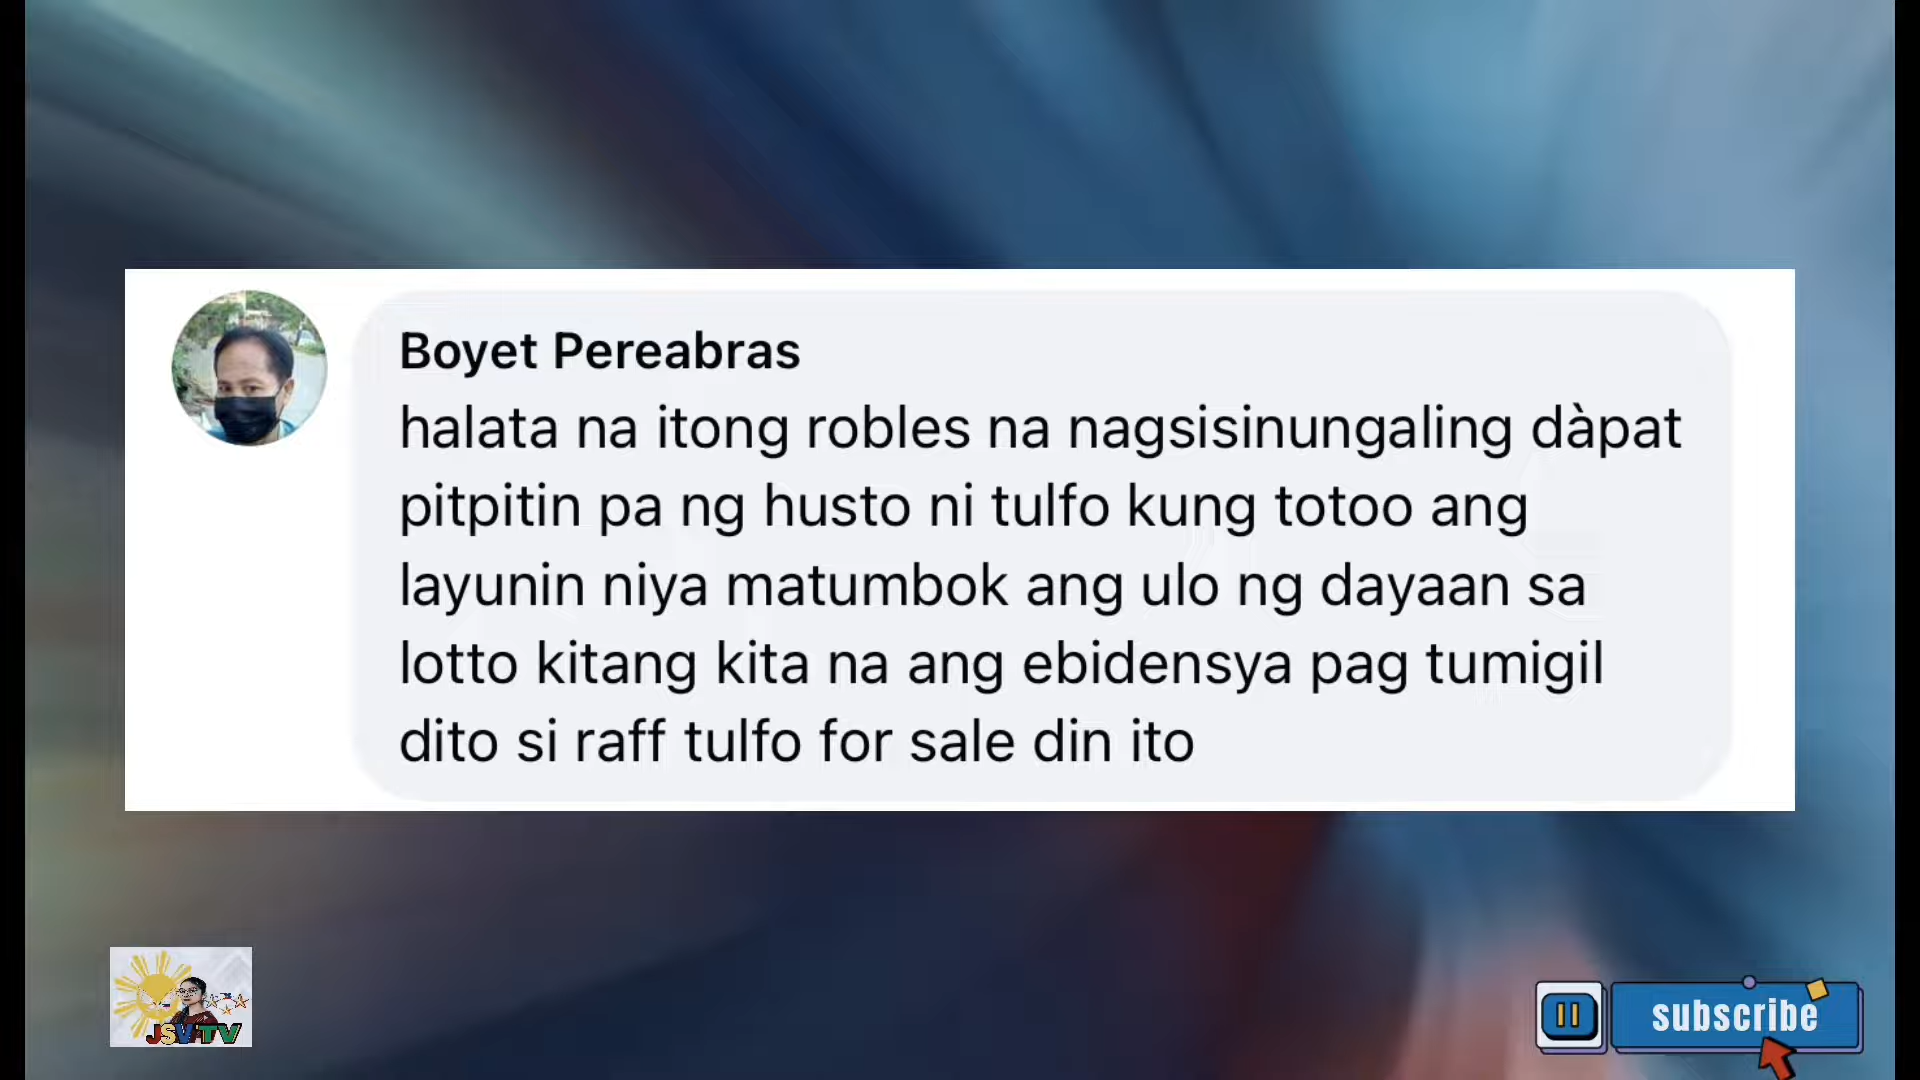 Boyet Pereabras
halata na itong robles na nagsisinungaling dàpat
pitpitin pa ng husto ni tulfo kung totoo ang
layunin niya matumbok ang ulo ng dayaan sa
lotto kitang kita na ang ebidensya pag tumigil
dito si raff tulfo for sale din ito
JSV TV
subscribe